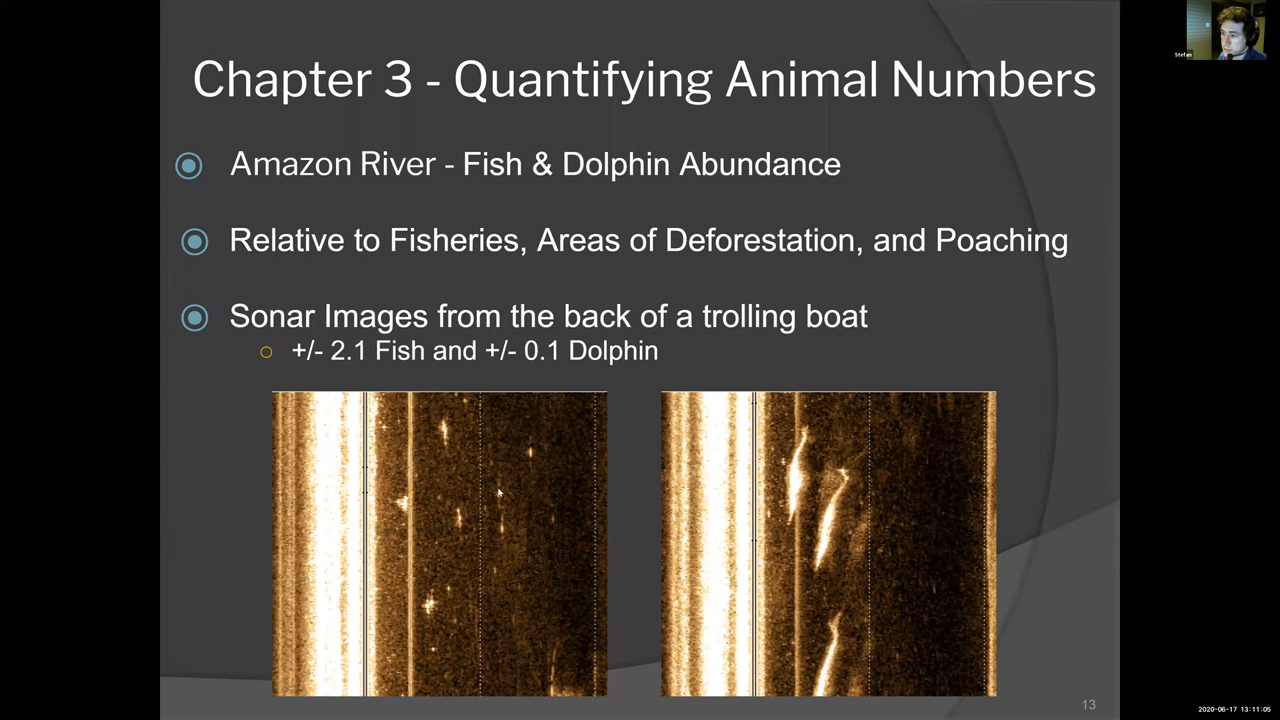 Chapter 3 - Quantifying Animal Numbers
Stefan
Amazon River - Fish & Dolphin Abundance
Relative to Fisheries, Areas of Deforestation, and Poaching
Sonar Images from the back of a trolling boat
+/- 2.1 Fish and +/- 0.1 Dolphin
13
2020-06-17 13:11:05